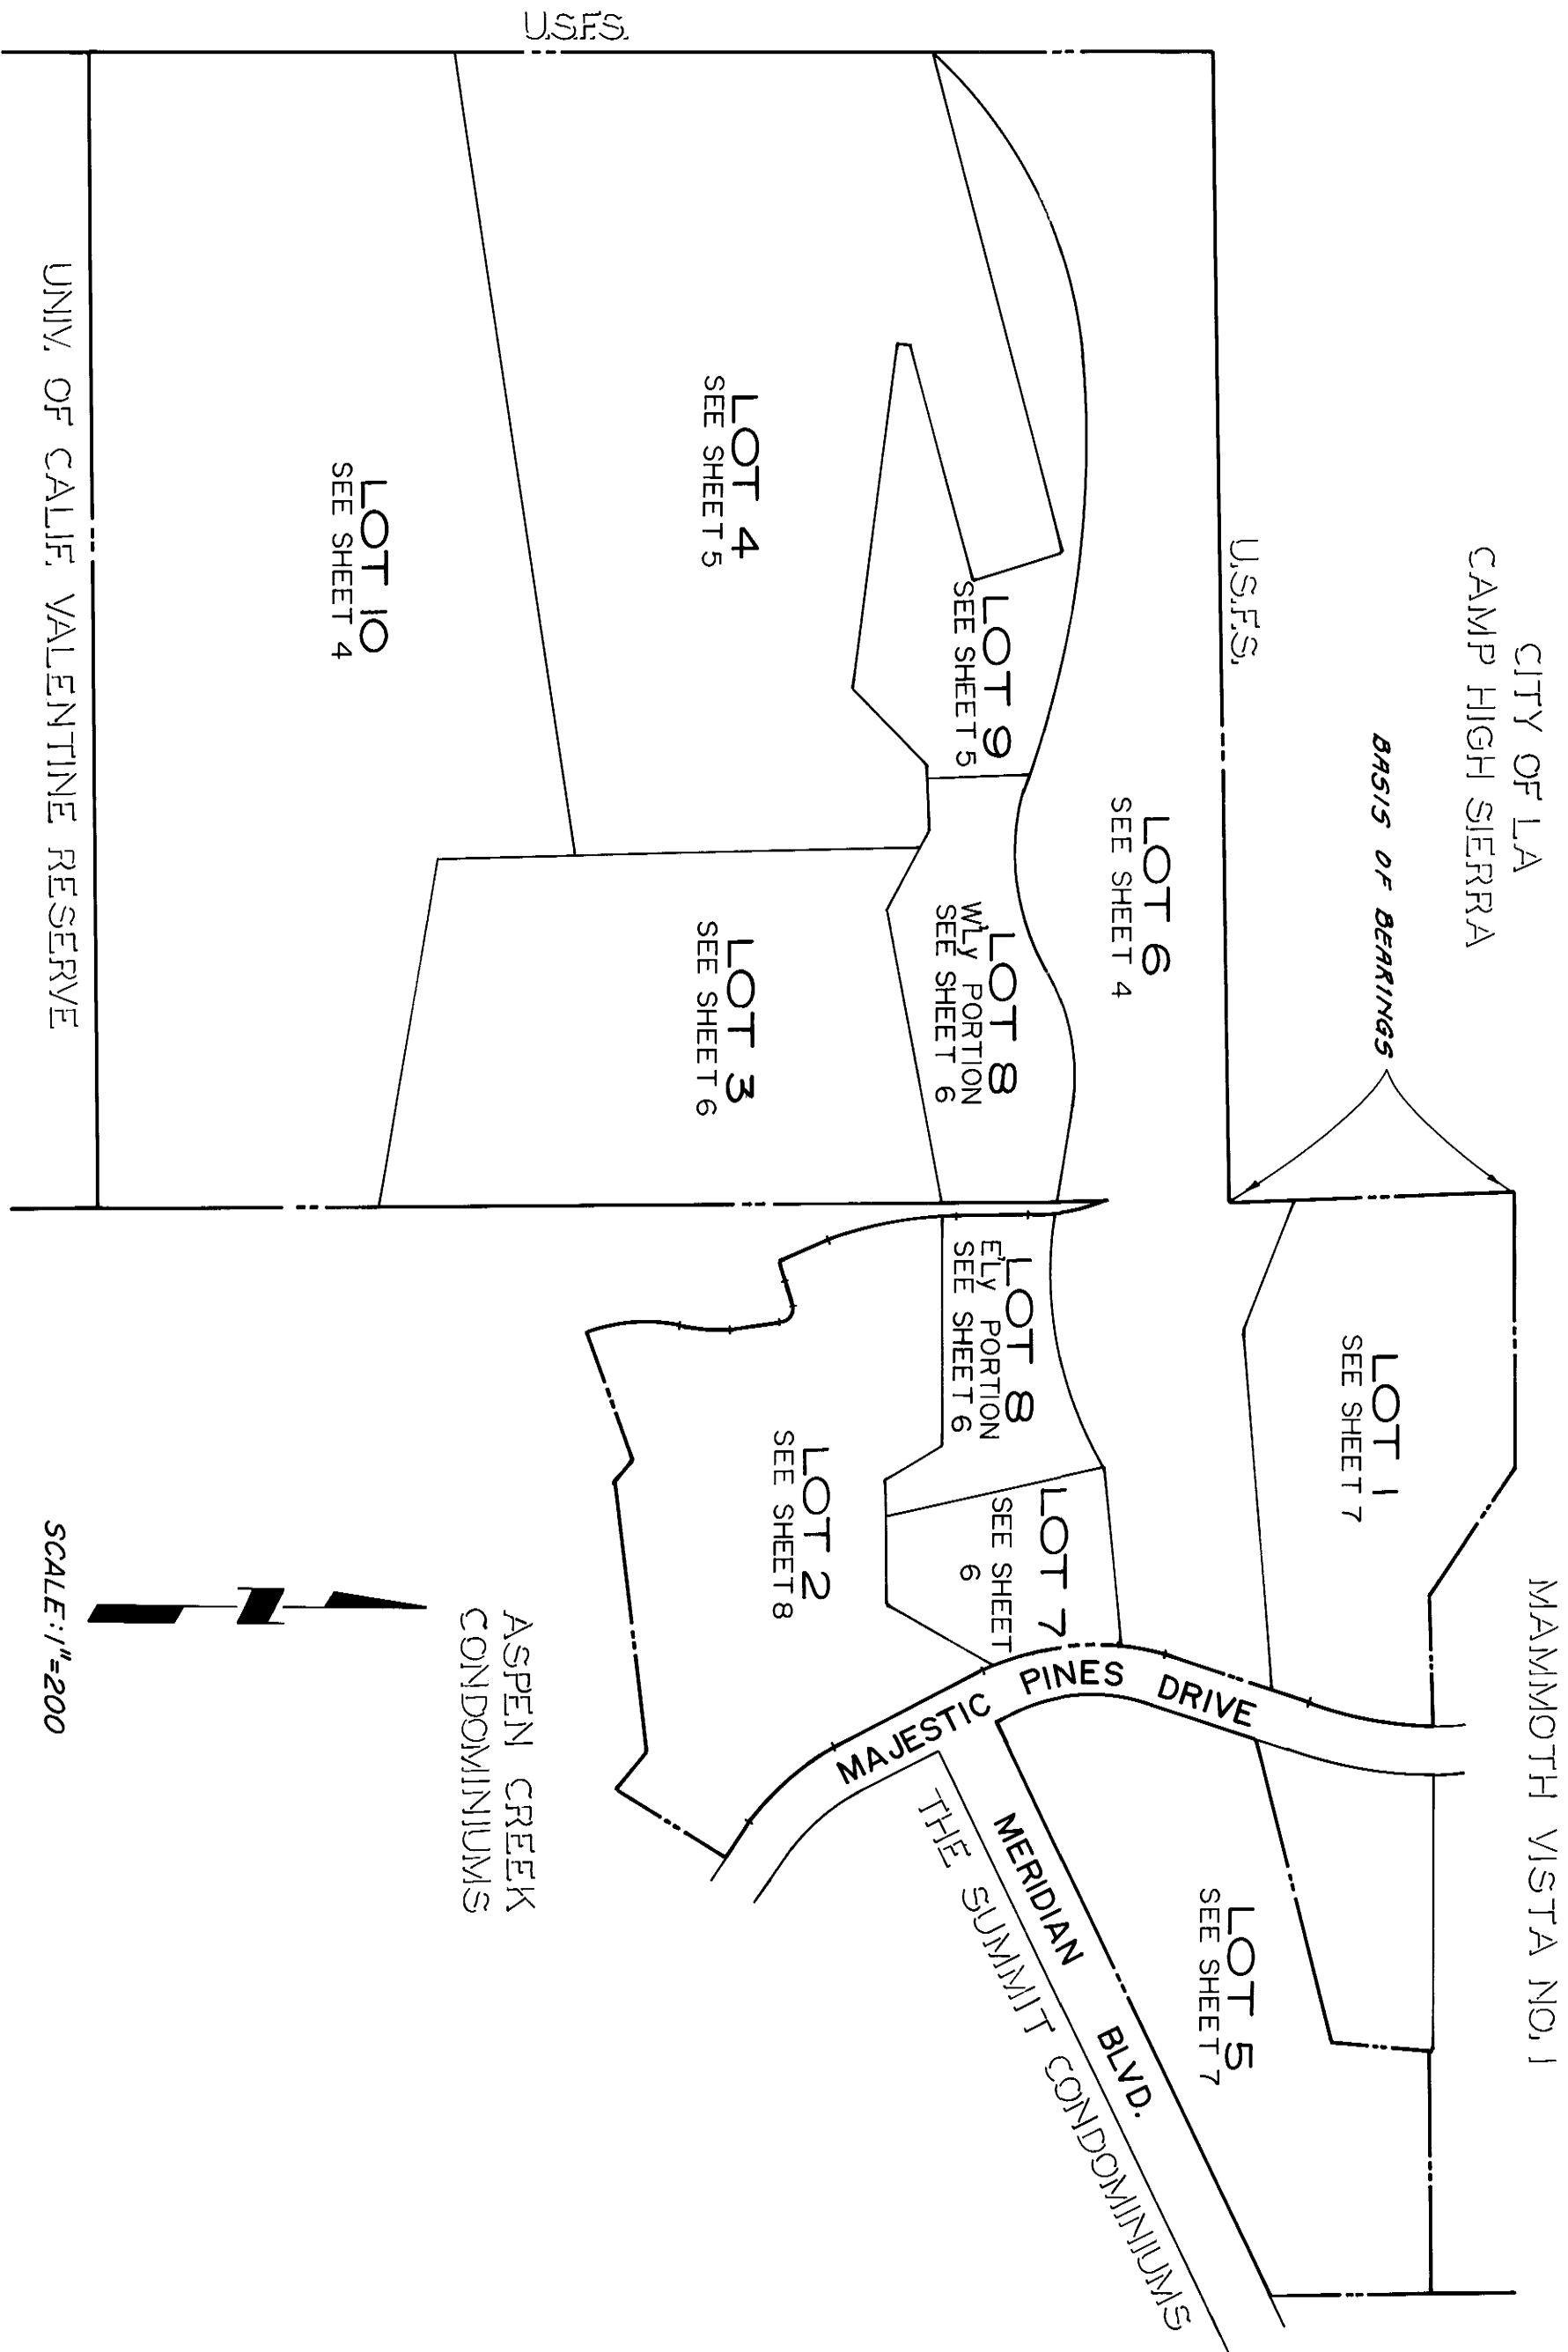 CITY OF LA
CAMP HIGH SIERRA
MAMMOTH VISTA NO. 1
BASIS OF BEARINGS
U.S.F.S.
U.S.F.S.
LOT 1
SEE SHEET 7
LOT 6
SEE SHEET 4
LOT 5
SEE SHEET 7
LOT 9
SEE SHEET 5
LOT 8
W'LY PORTION
SEE SHEET 6
LOT 8
E'LY PORTION
SEE SHEET 6
LOT 7
SEE SHEET
6
MAJESTIC PINES DRIVE
MERIDIAN BLVD.
THE SUMMIT CONDOMINIUMS
LOT 4
SEE SHEET 5
LOT 3
SEE SHEET 6
LOT 2
SEE SHEET 8
LOT 10
SEE SHEET 4
ASPEN CREEK
CONDOMINIUMS
UNIV. OF CALIF. VALENTINE RESERVE
SCALE: 1"=200